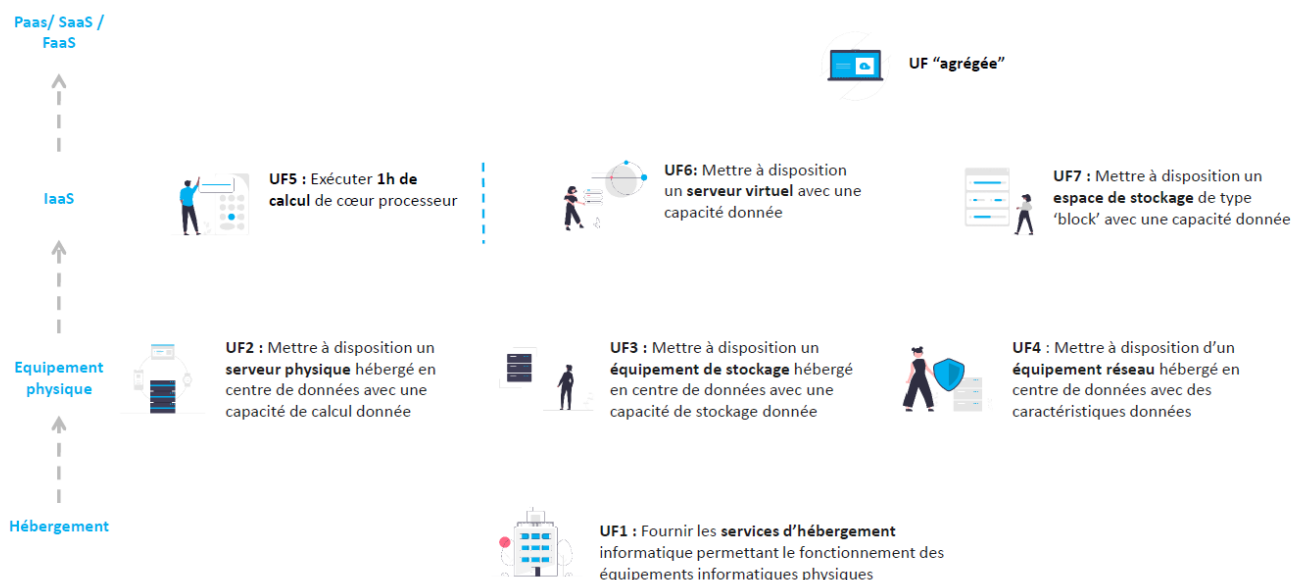 Paas/ SaaS /
FaaS
UF "agrégée"
IaaS
UF5 : Exécuter 1h de
calcul de cœur processeur
UF6: Mettre à disposition
un serveur virtuel avec une
capacité donnée
UF7 : Mettre à disposition un
espace de stockage de type
‘block’ avec une capacité donnée
Equipement
physique
UF2 : Mettre à disposition un
serveur physique hébergé en
centre de données avec une
capacité de calcul donnée
UF3 : Mettre à disposition un
équipement de stockage hébergé
en centre de données avec une
capacité de stockage donnée
UF4 : Mettre à disposition d’un
équipement réseau hébergé en
centre de données avec des
caractéristiques données
Hébergement
UF1 : Fournir les services d’hébergement
informatique permettant le fonctionnement des
équipements informatiques physiques